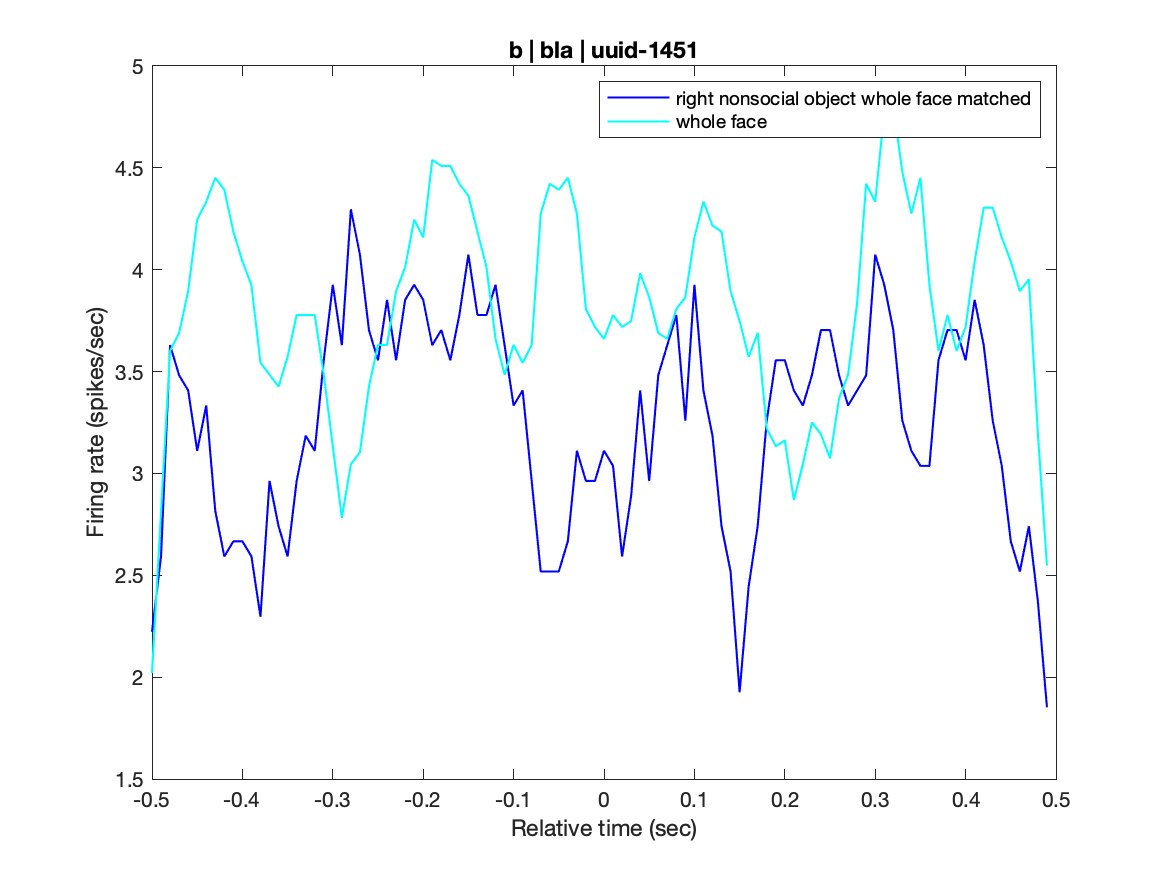 b | bla | uuid-1451
right nonsocial object whole face matched
whole face
5
4.5
4
3.5
3
2.5
2
1.5
Firing rate (spikes/sec)
-0.5 -0.4 -0.3 -0.2 -0.1 0 0.1 0.2 0.3 0.4 0.5
Relative time (sec)